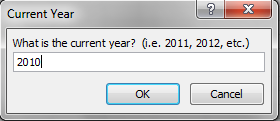 Current Year
What is the current year?  (i.e. 2011, 2012, etc.)
2010
OK
Cancel